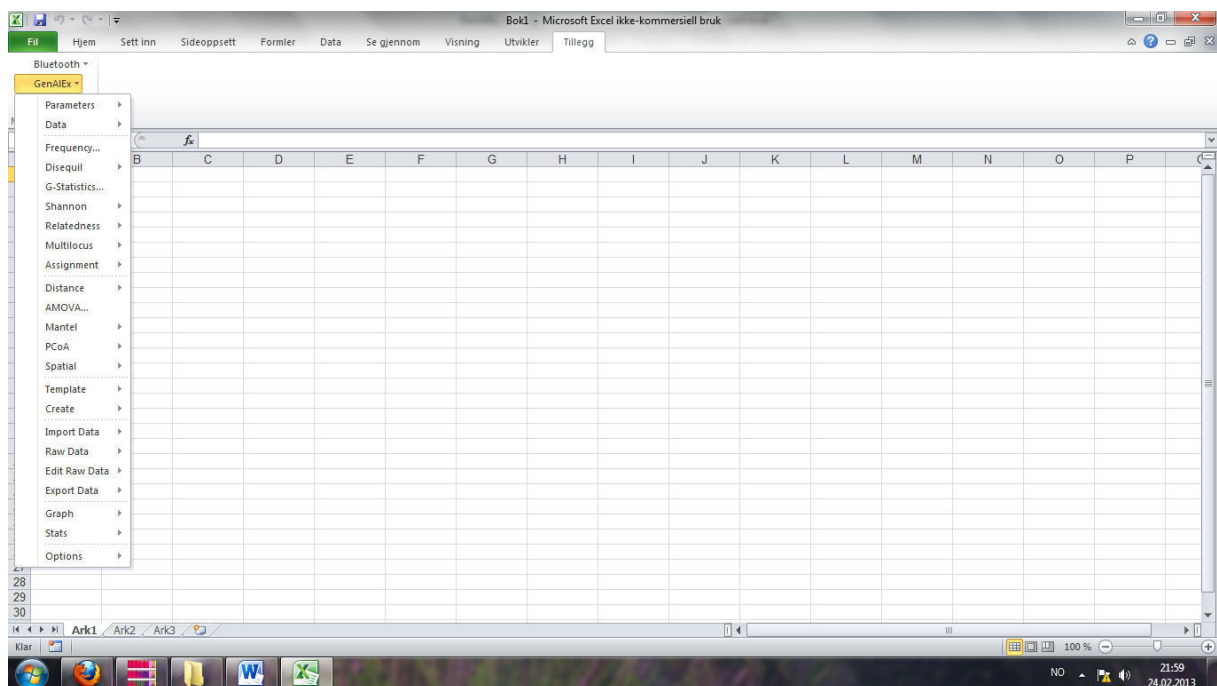 Bok1 - Microsoft Excel ikke-kommersiell bruk
Fil Hjem Sett inn Sideoppsett Formler Data Se gjennom Visning Utvikler Tillegg
Bluetooth
GenAlEx
Parameters
Data
Frequency...
Disequil
G-Statistics...
Shannon
Relatedness
Multilocus
Assignment
Distance
AMOVA...
Mantel
PCoA
Spatial
Template
Create
Import Data
Raw Data
Edit Raw Data
Export Data
Graph
Stats
Options
fx
B C D E F G H I J K L M N O P
28
29
30
Ark1 Ark2 Ark3
Klar 100 %
NO 21:59
24.02.2013